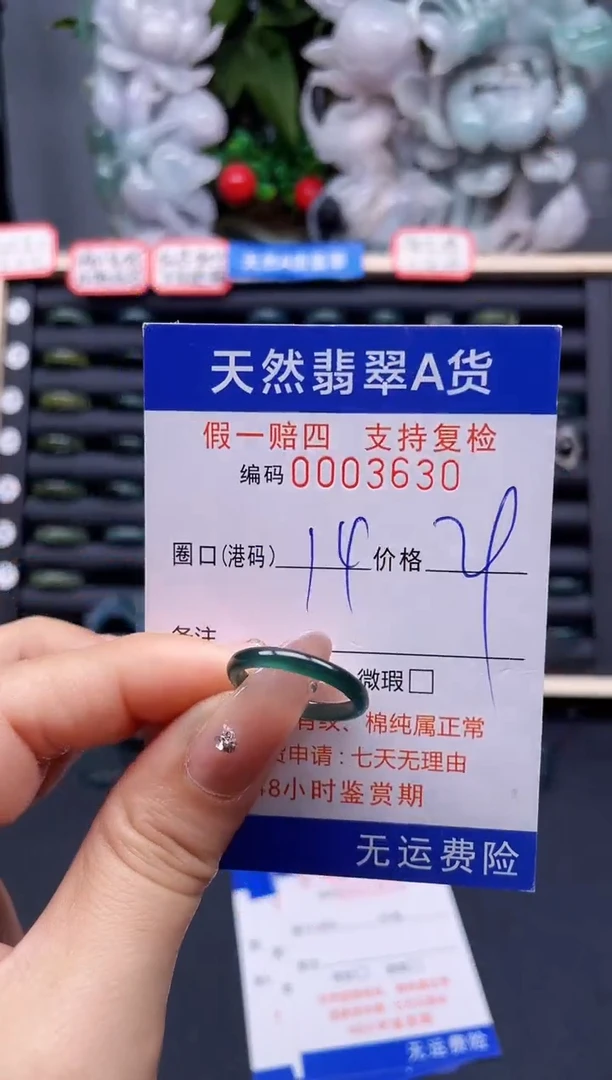 天然翡翠A货
假一赔四 支持复检
编码0003630
圈口(港码) 14 价格
备注
微瑕□
、棉纯属正常
申请：七天无理由
48小时鉴赏期
无运费险
无运费险